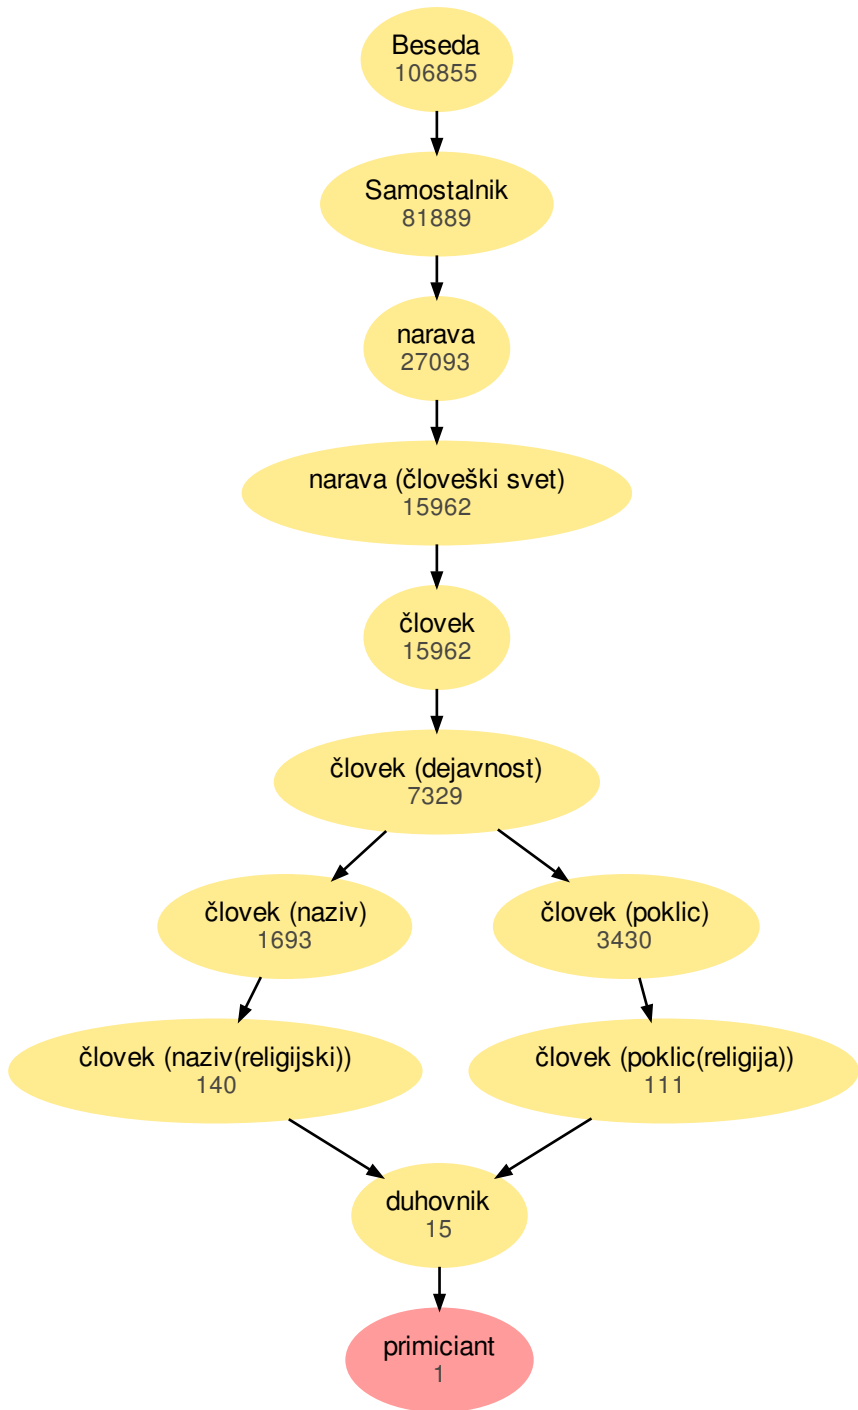 Beseda
106855
Samostalnik
81889
narava
27093
narava (človeški svet)
15962
človek
15962
človek (dejavnost)
7329
človek (naziv)
1693
človek (poklic)
3430
človek (naziv(religijski))
140
človek (poklic(religija))
111
duhovnik
15
primiciant
1